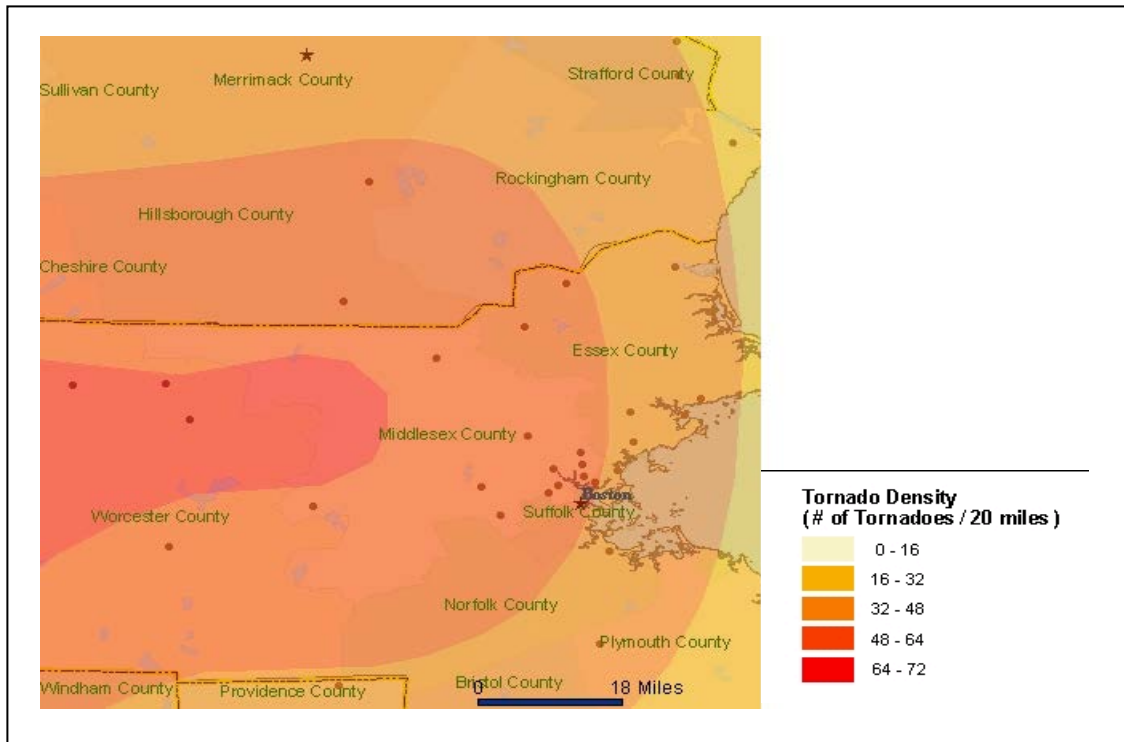 Merrimack County
Strafford County
Sullivan County
Rockingham County
Hillsborough County
Cheshire County
Essex County
Middlesex County
Boston
Worcester County
Suffolk County
Norfolk County
Plymouth County
Windham County
Providence County
Bristol County
0 18 Miles
Tornado Density
(# of Tornadoes / 20 miles )
0 - 16
16 - 32
32 - 48
48 - 64
64 - 72